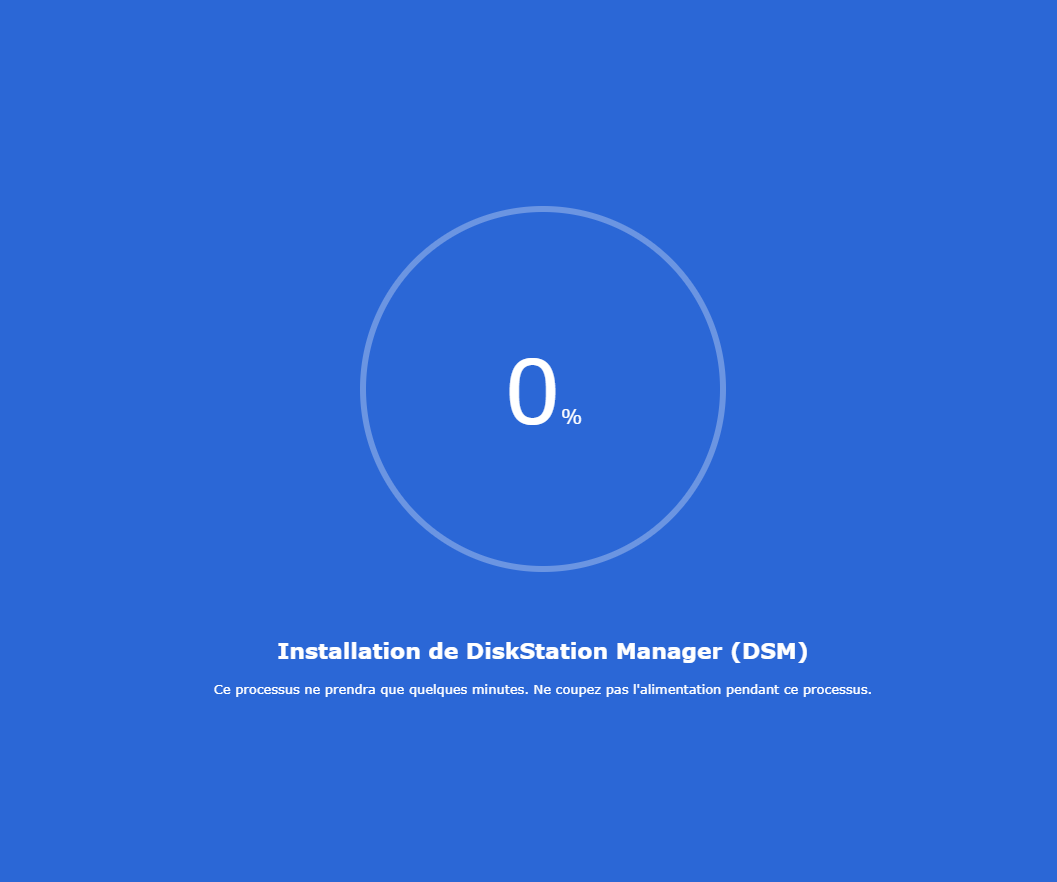 0 %
Installation de DiskStation Manager (DSM)
Ce processus ne prendra que quelques minutes. Ne coupez pas l'alimentation pendant ce processus.